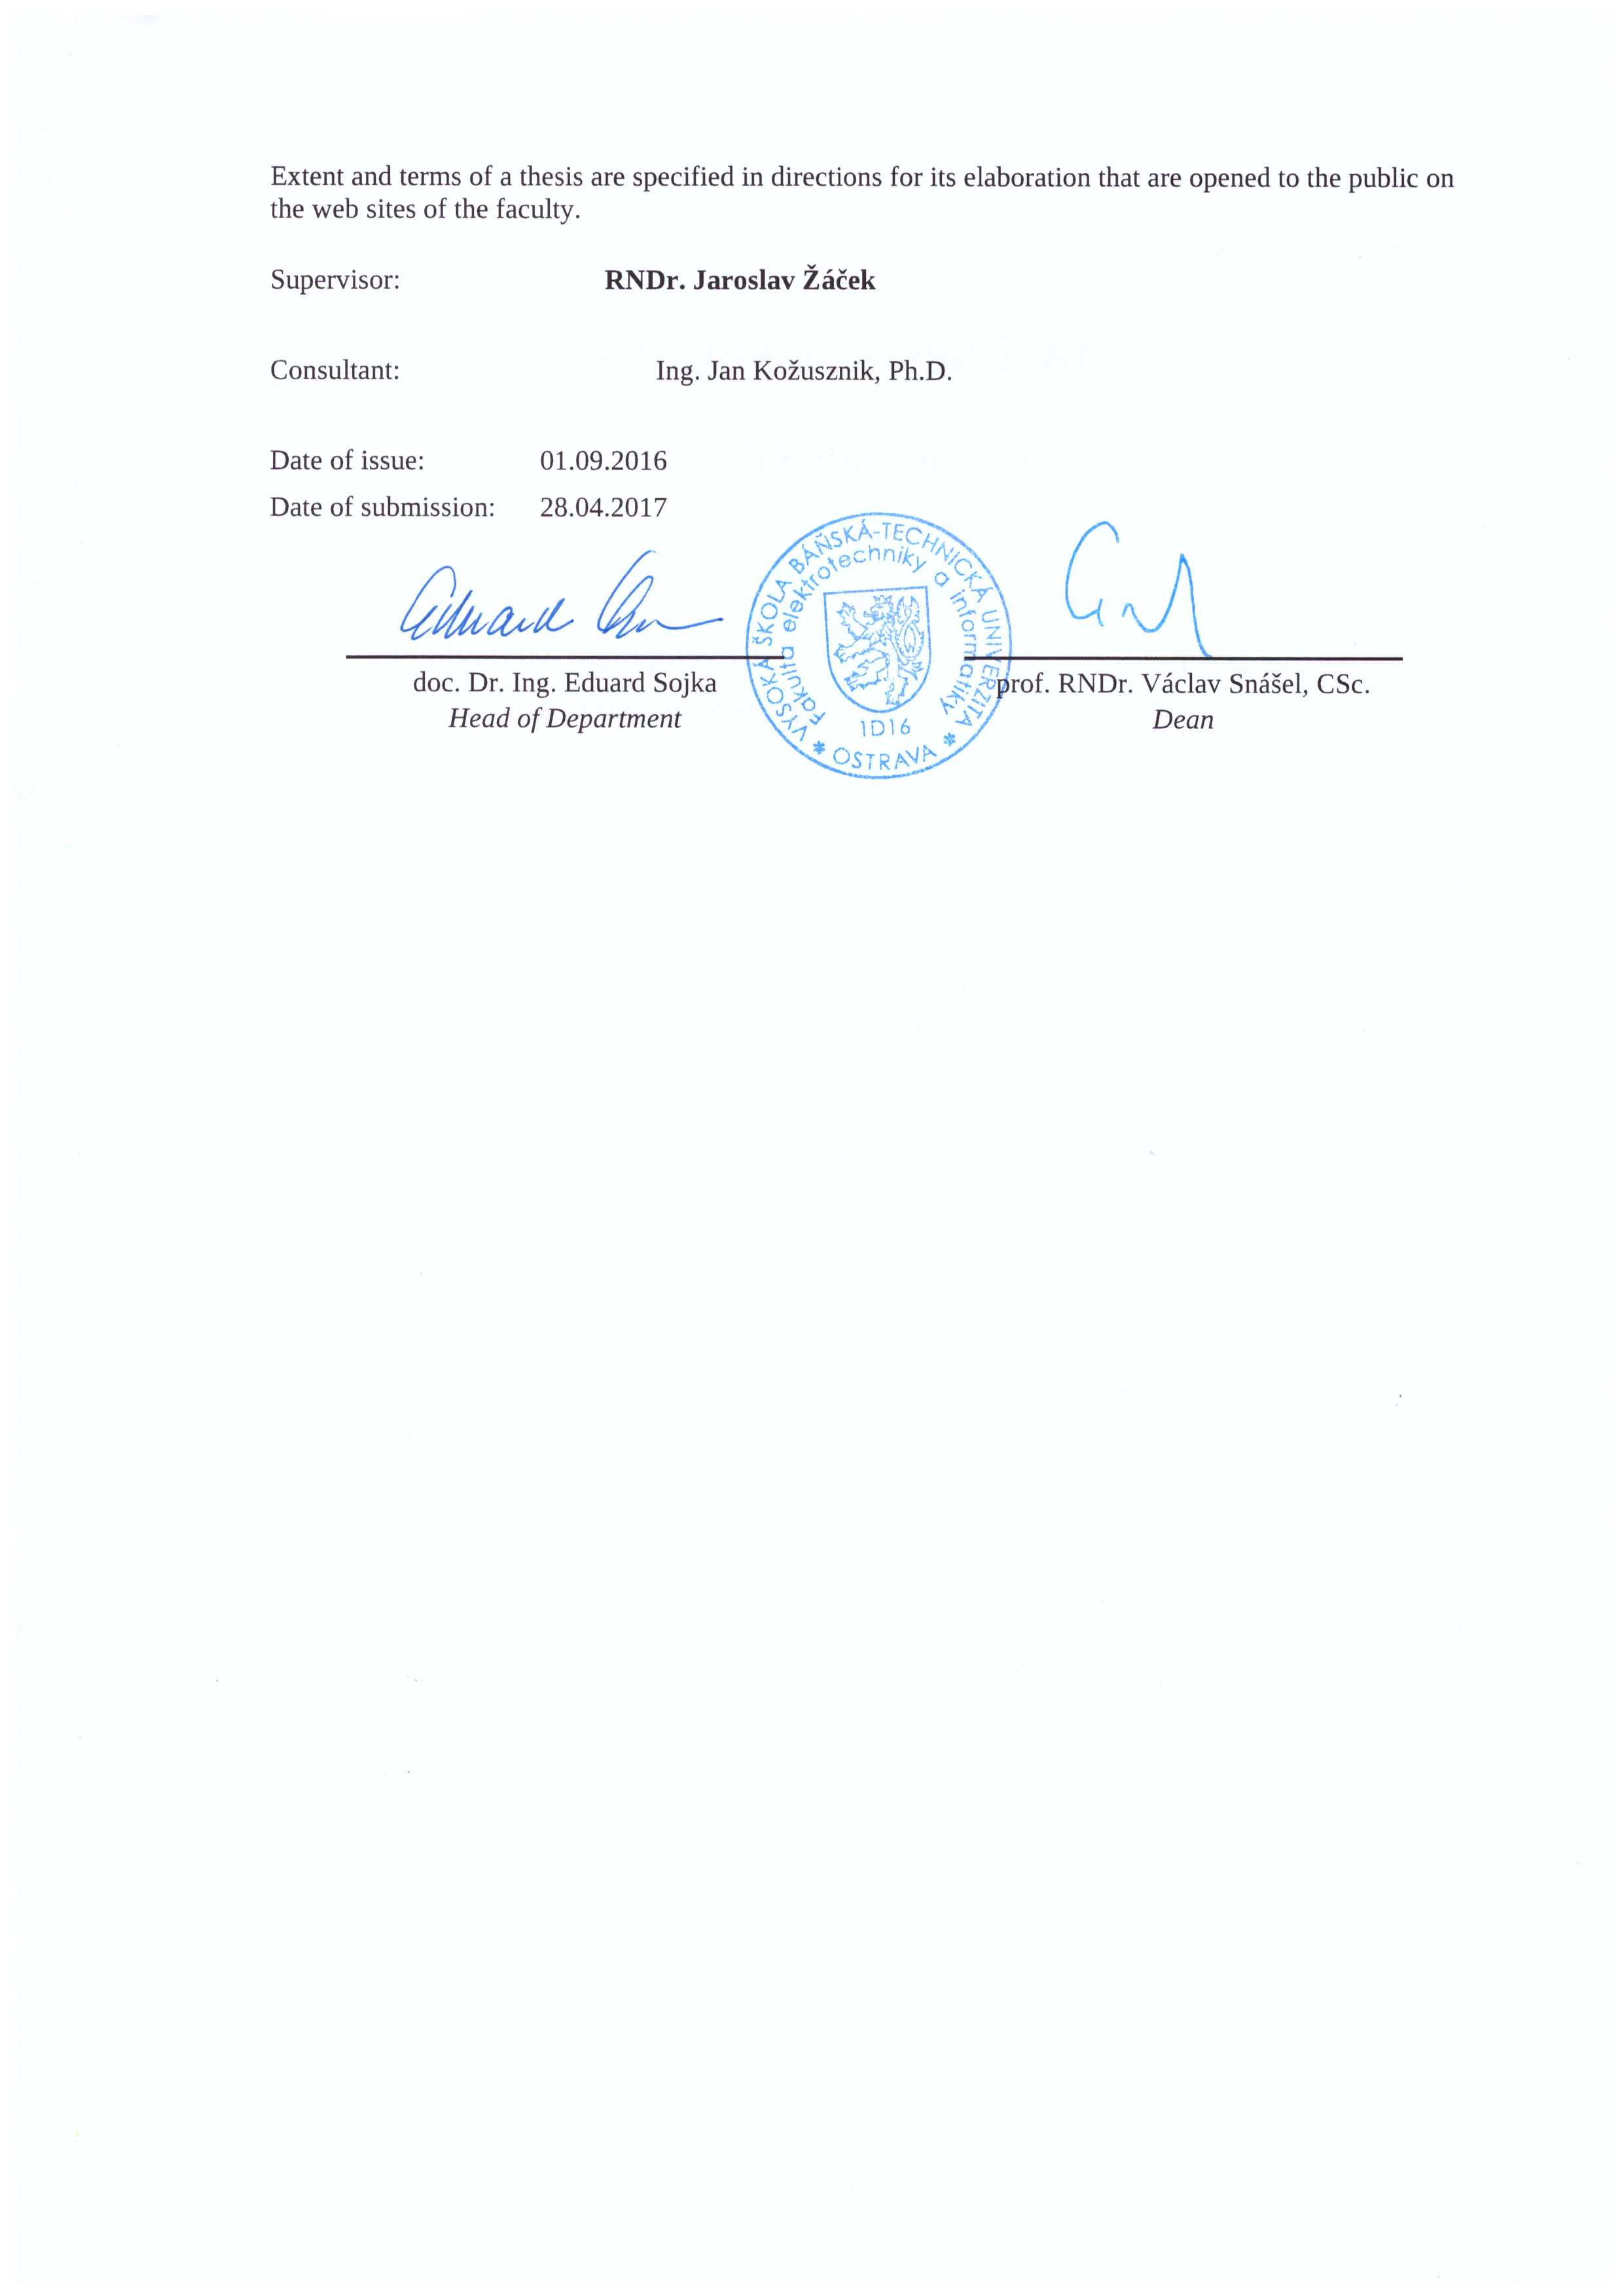 Extent and terms of a thesis are specified in directions for its elaboration that are opened to the public on
the web sites of the faculty.
Supervisor: RNDr. Jaroslav Žáček
Consultant: Ing. Jan Kožusznik, Ph.D.
Date of issue: 01.09.2016
Date of submission: 28.04.2017
VYSOKÁ ŠKOLA BÁŇSKÁ-TECHNICKÁ UNIVERZITA
Fakulta elektrotechniky a informatiky
1D16
* OSTRAVA *
Eduard
doc. Dr. Ing. Eduard Sojka
Head of Department
prof. RNDr. Václav Snášel, CSc.
Dean